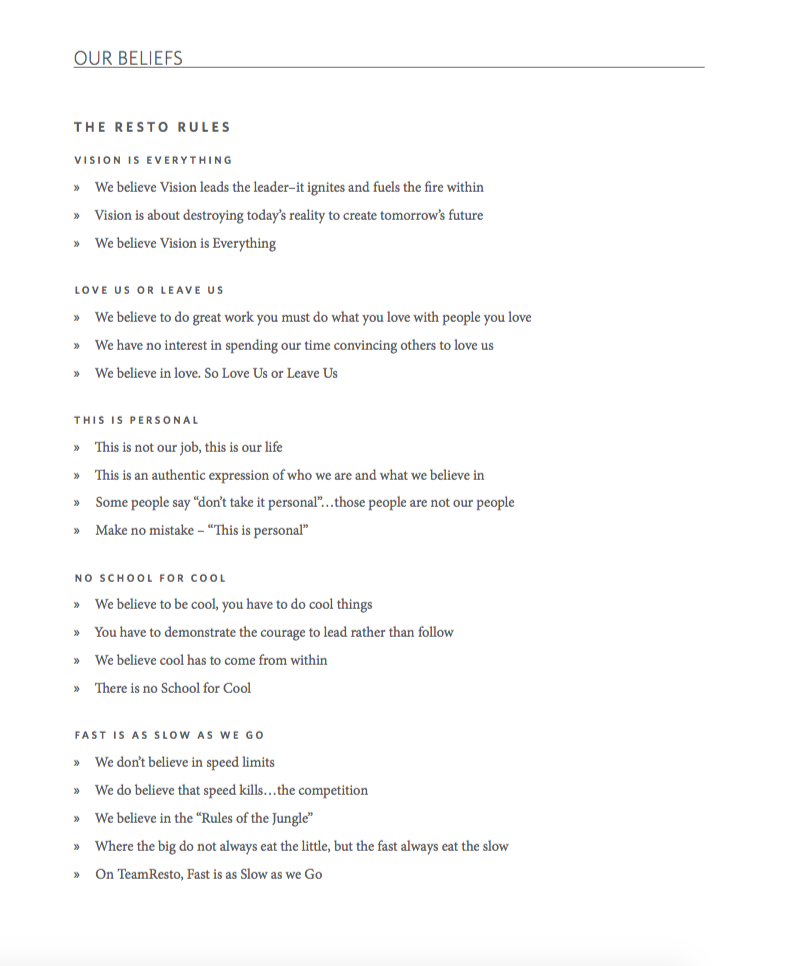 OUR BELIEFS
THE RESTO RULES
VISION IS EVERYTHING
» We believe Vision leads the leader–it ignites and fuels the fire within
» Vision is about destroying today’s reality to create tomorrow’s future
» We believe Vision is Everything
LOVE US OR LEAVE US
» We believe to do great work you must do what you love with people you love
» We have no interest in spending our time convincing others to love us
» We believe in love. So Love Us or Leave Us
THIS IS PERSONAL
» This is not our job, this is our life
» This is an authentic expression of who we are and what we believe in
» Some people say “don’t take it personal”…those people are not our people
» Make no mistake – “This is personal”
NO SCHOOL FOR COOL
» We believe to be cool, you have to do cool things
» You have to demonstrate the courage to lead rather than follow
» We believe cool has to come from within
» There is no School for Cool
FAST IS AS SLOW AS WE GO
» We don’t believe in speed limits
» We do believe that speed kills…the competition
» We believe in the “Rules of the Jungle”
» Where the big do not always eat the little, but the fast always eat the slow
» On TeamResto, Fast is as Slow as we Go